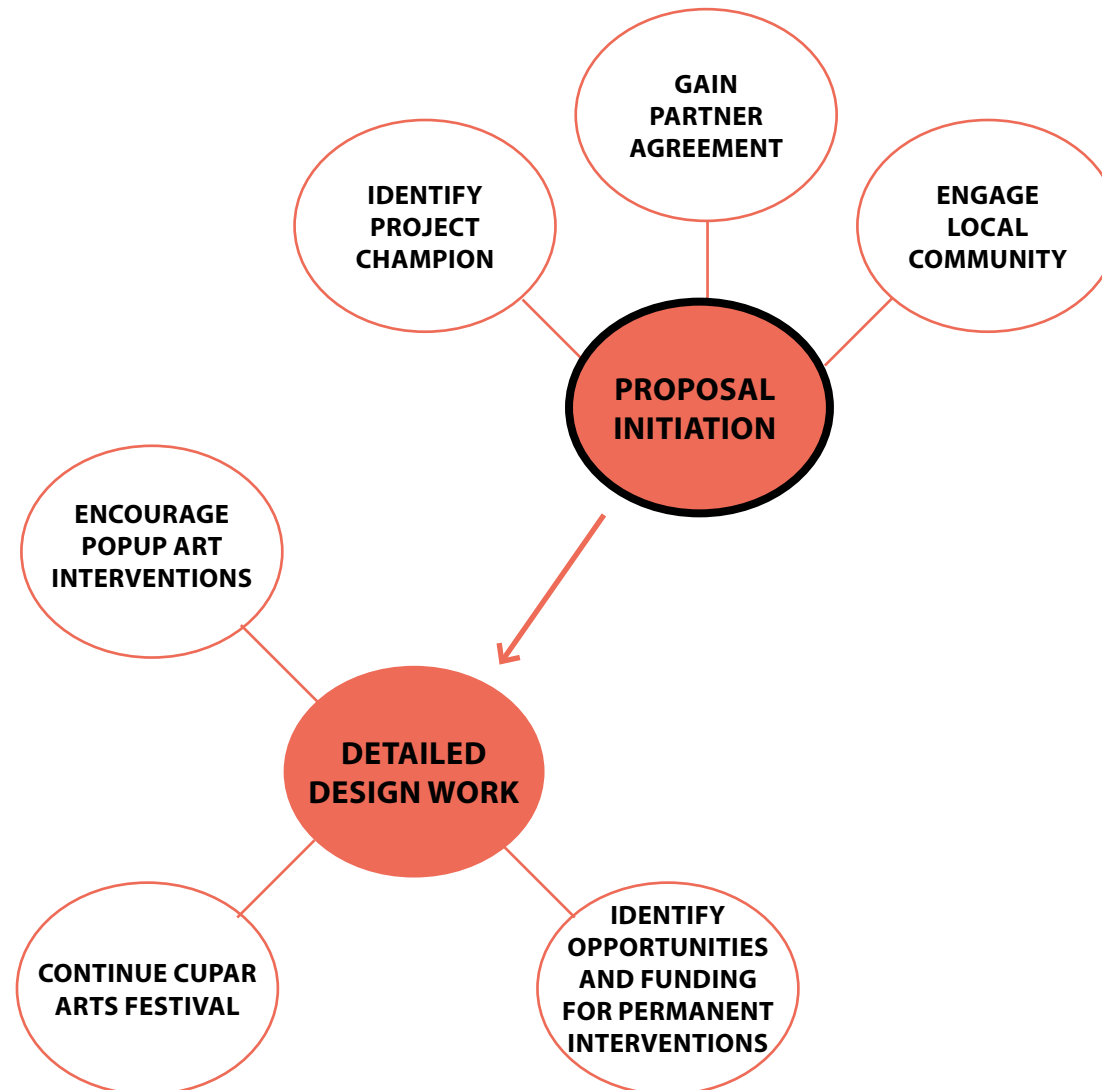 GAIN
PARTNER
AGREEMENT
IDENTIFY
PROJECT
CHAMPION
ENGAGE
LOCAL
COMMUNITY
PROPOSAL
INITIATION
ENCOURAGE
POPUP ART
INTERVENTIONS
DETAILED
DESIGN WORK
CONTINUE CUPAR
ARTS FESTIVAL
IDENTIFY
OPPORTUNITIES
AND FUNDING
FOR PERMANENT
INTERVENTIONS